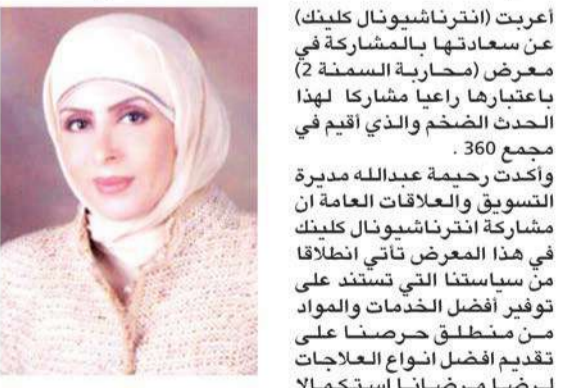 أعربت (انترناشيونال كلينك)
عن سعادتها بالمشاركة في
معرض (محاربة السمنة 2)
باعتبارها راعيا مشاركا لهذا
الحدث الضخم والذي أقيم في
مجمع 360 .
وأكدت رحيمة عبدالله مديرة
التسويق والعلاقات العامة ان
مشاركة انترناشيونال كلينك
في هذا المعرض تأتي انطلاقا
من سياستنا التي تستند على
توفير أفضل الخدمات والمواد
من منطلق حرصنا على
تقديم افضل انواع العلاجات